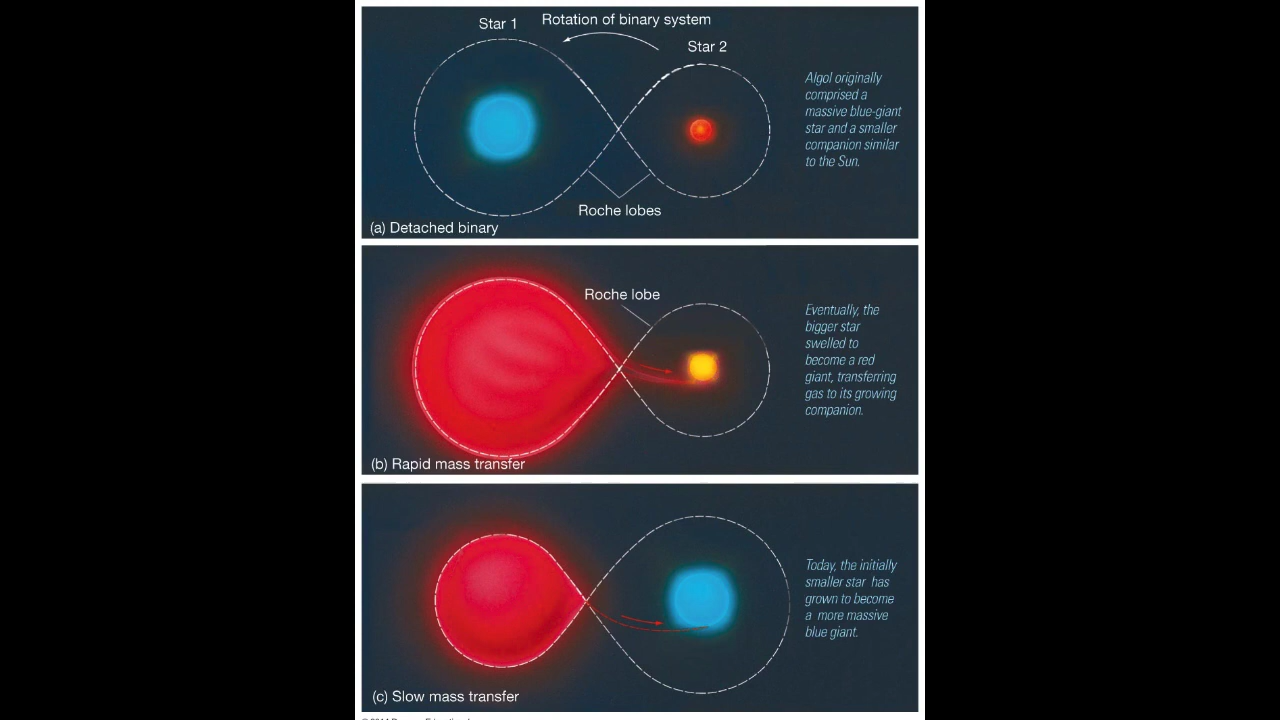 Star 1
Rotation of binary system
Star 2
Algol originally
comprised a
massive blue-giant
star and a smaller
companion similar
to the Sun.
Roche lobes
(a) Detached binary
Roche lobe
Eventually, the
bigger star
swelled to
become a red
giant, transferring
gas to its growing
companion.
(b) Rapid mass transfer
Today, the initially
smaller star has
grown to become
a more massive
blue giant.
(c) Slow mass transfer